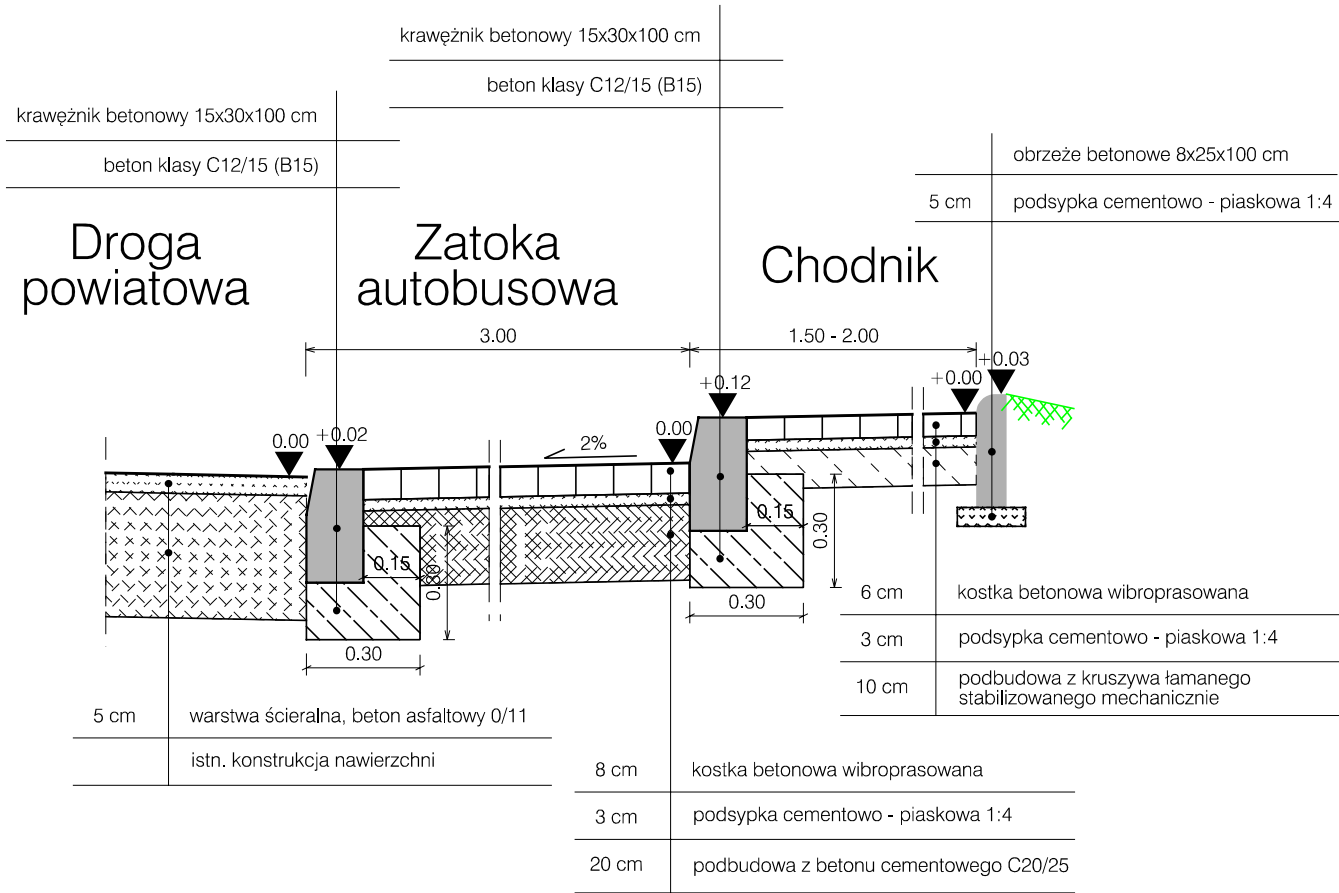 krawężnik betonowy 15x30x100 cm
beton klasy C12/15 (B15)
krawężnik betonowy 15x30x100 cm
beton klasy C12/15 (B15)
obrzeże betonowe 8x25x100 cm
5 cm podsypka cementowo - piaskowa 1:4
Droga
powiatowa
Zatoka
autobusowa
Chodnik
3.00
1.50 - 2.00
0.00
+0.02
2%
0.00
+0.12
+0.00
+0.03
0.15
0.30
0.30
0.15
0.30
0.30
6 cm kostka betonowa wibroprasowana
3 cm podsypka cementowo - piaskowa 1:4
10 cm podbudowa z kruszywa łamanego
stabilizowanego mechanicznie
5 cm warstwa ścieralna, beton asfaltowy 0/11
istn. konstrukcja nawierzchni
8 cm kostka betonowa wibroprasowana
3 cm podsypka cementowo - piaskowa 1:4
20 cm podbudowa z betonu cementowego C20/25